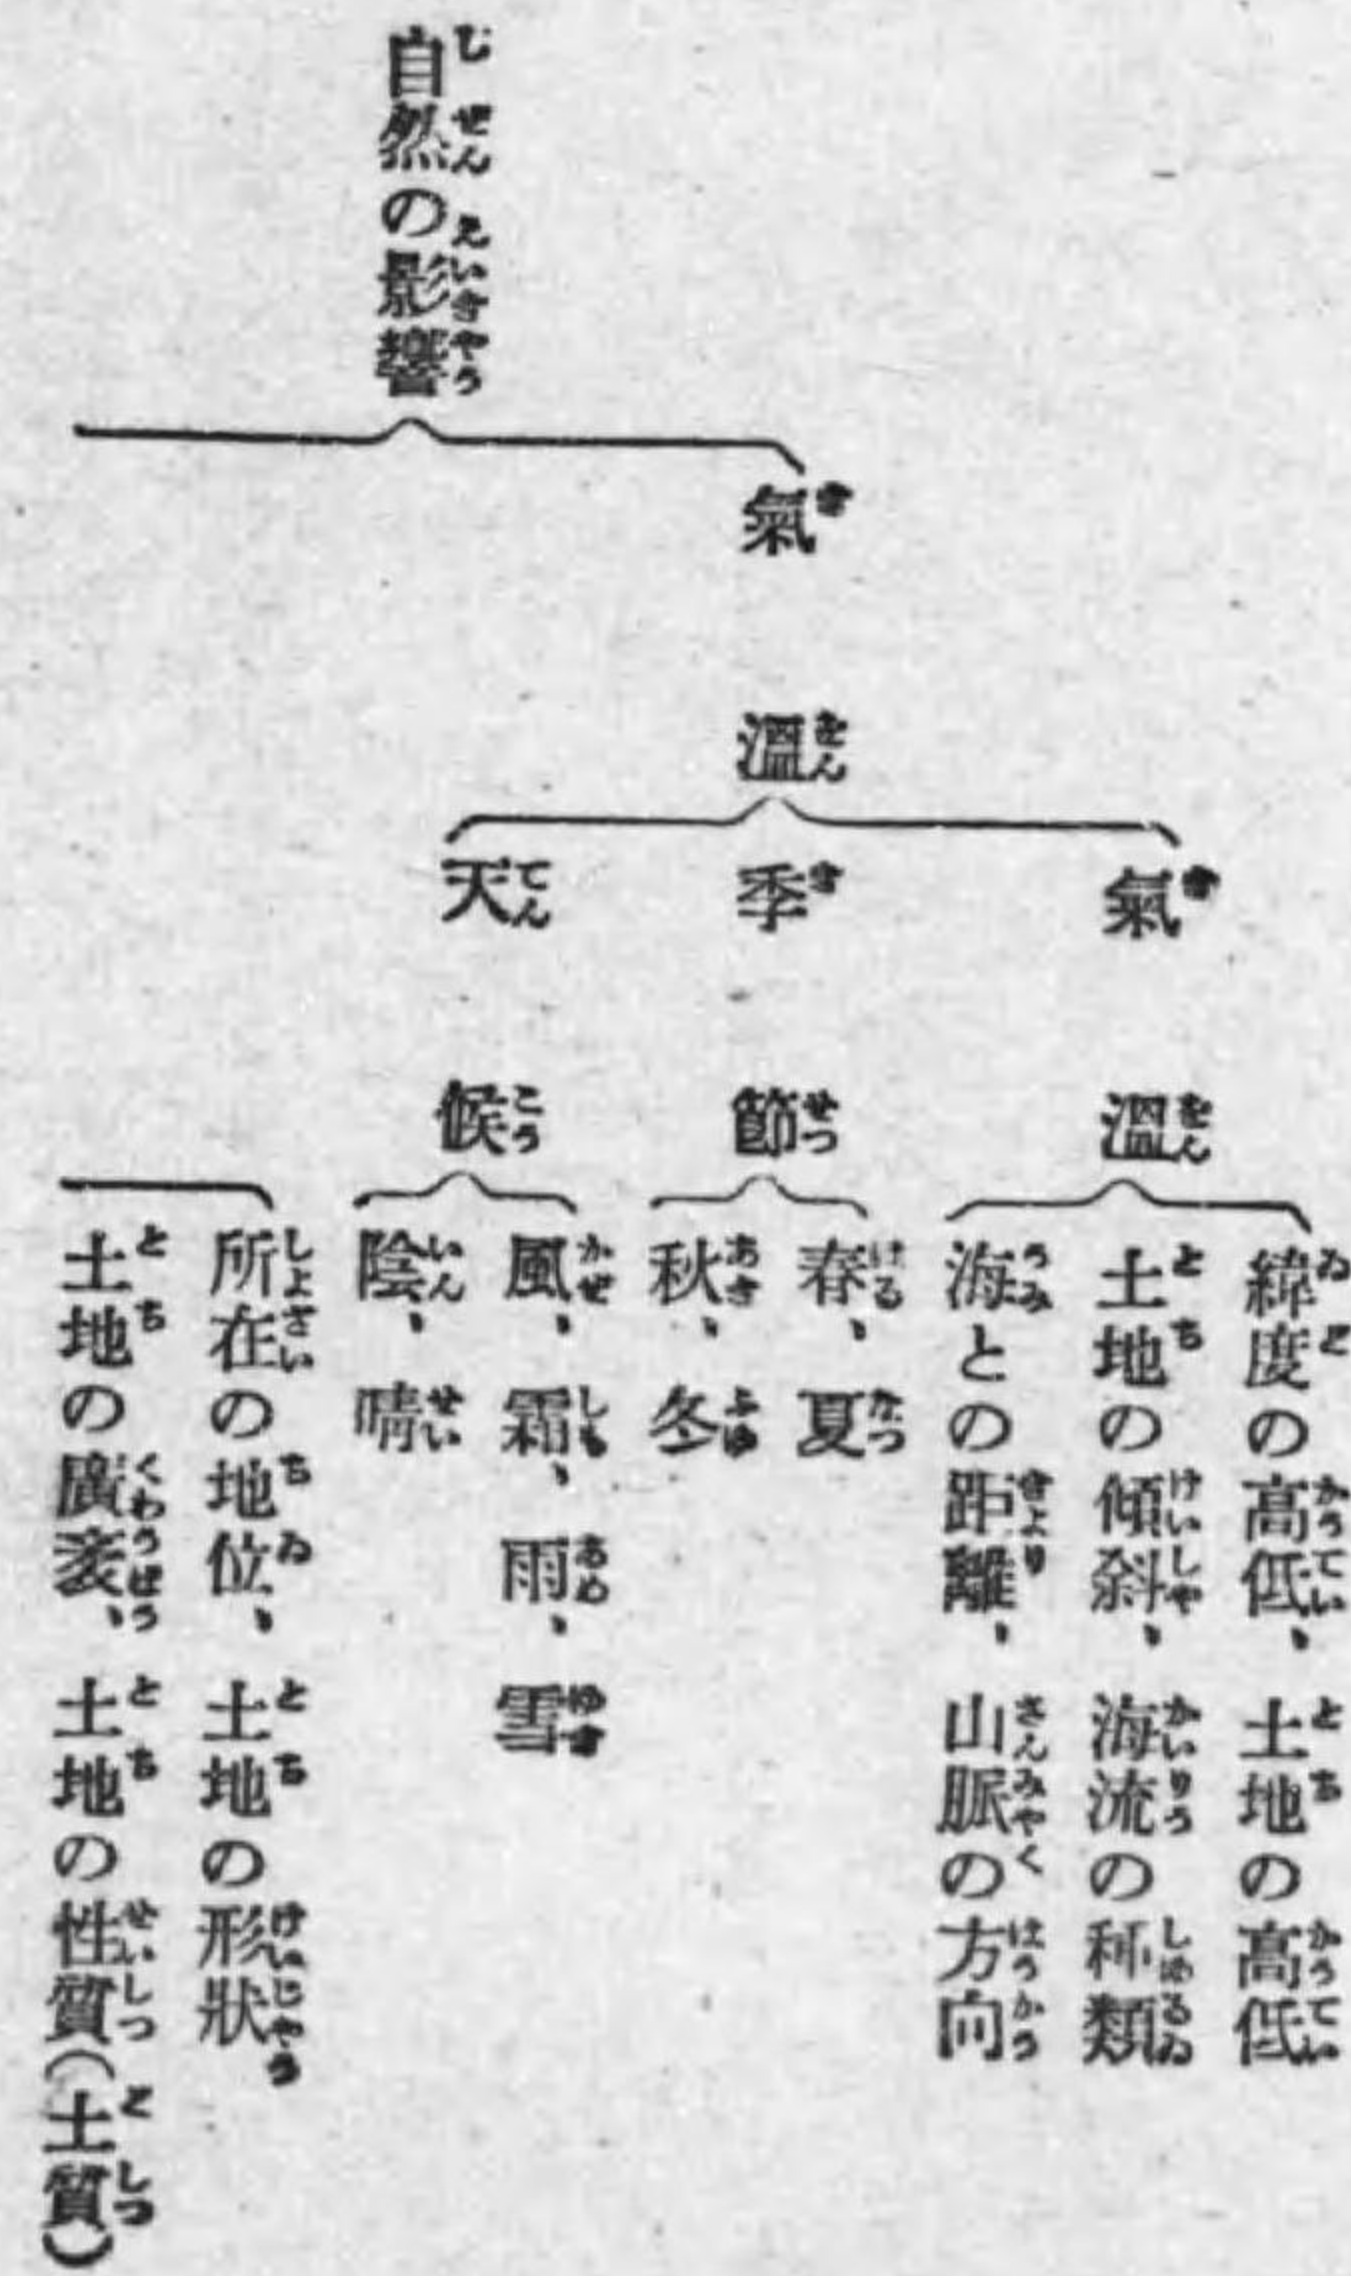 自然の影響
氣溫
氣溫
緯度の高低、土地の高低
土地の傾斜、海流の種類
海との距離、山脈の方向
季節
春、夏
秋、冬
天候
風、霜、雨、雪
陰、晴
所在の地位、土地の形狀、
土地の廣袤、土地の性質(土質)